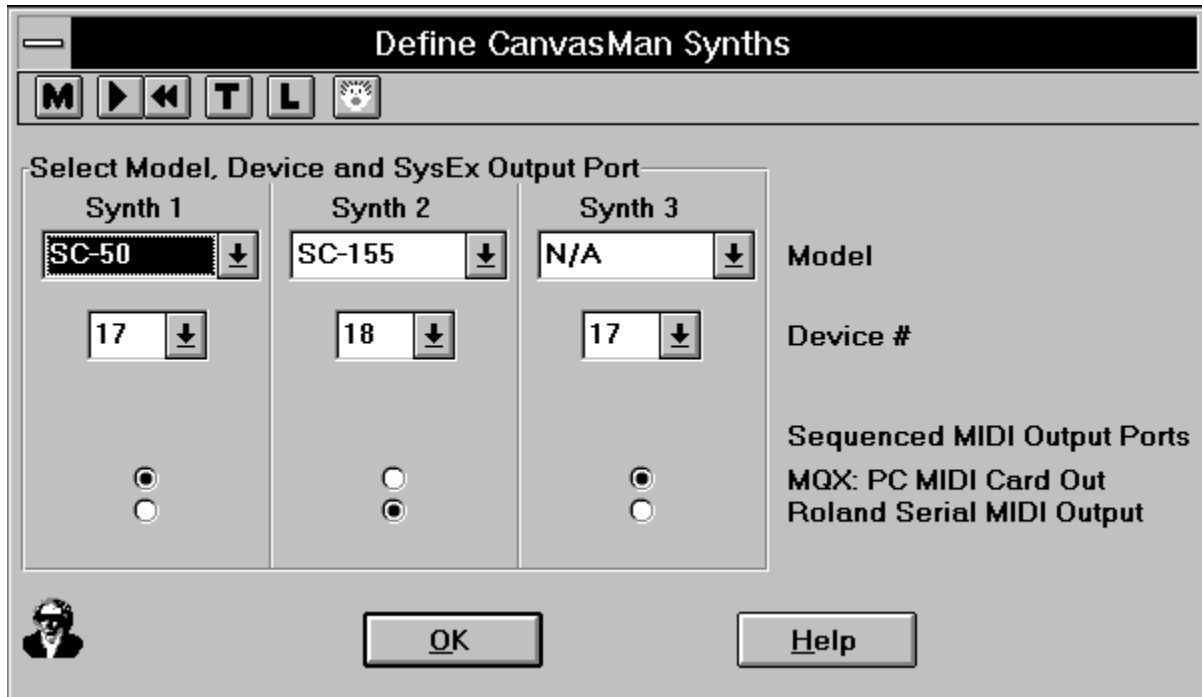 Define CanvasMan Synths
M T L
Select Model, Device and SysEx Output Port
Synth 1 Synth 2 Synth 3
SC-50 SC-155 N/A Model
17 18 17 Device #
Sequenced MIDI Output Ports
MQX: PC MIDI Card Out
Roland Serial MIDI Output
OK Help